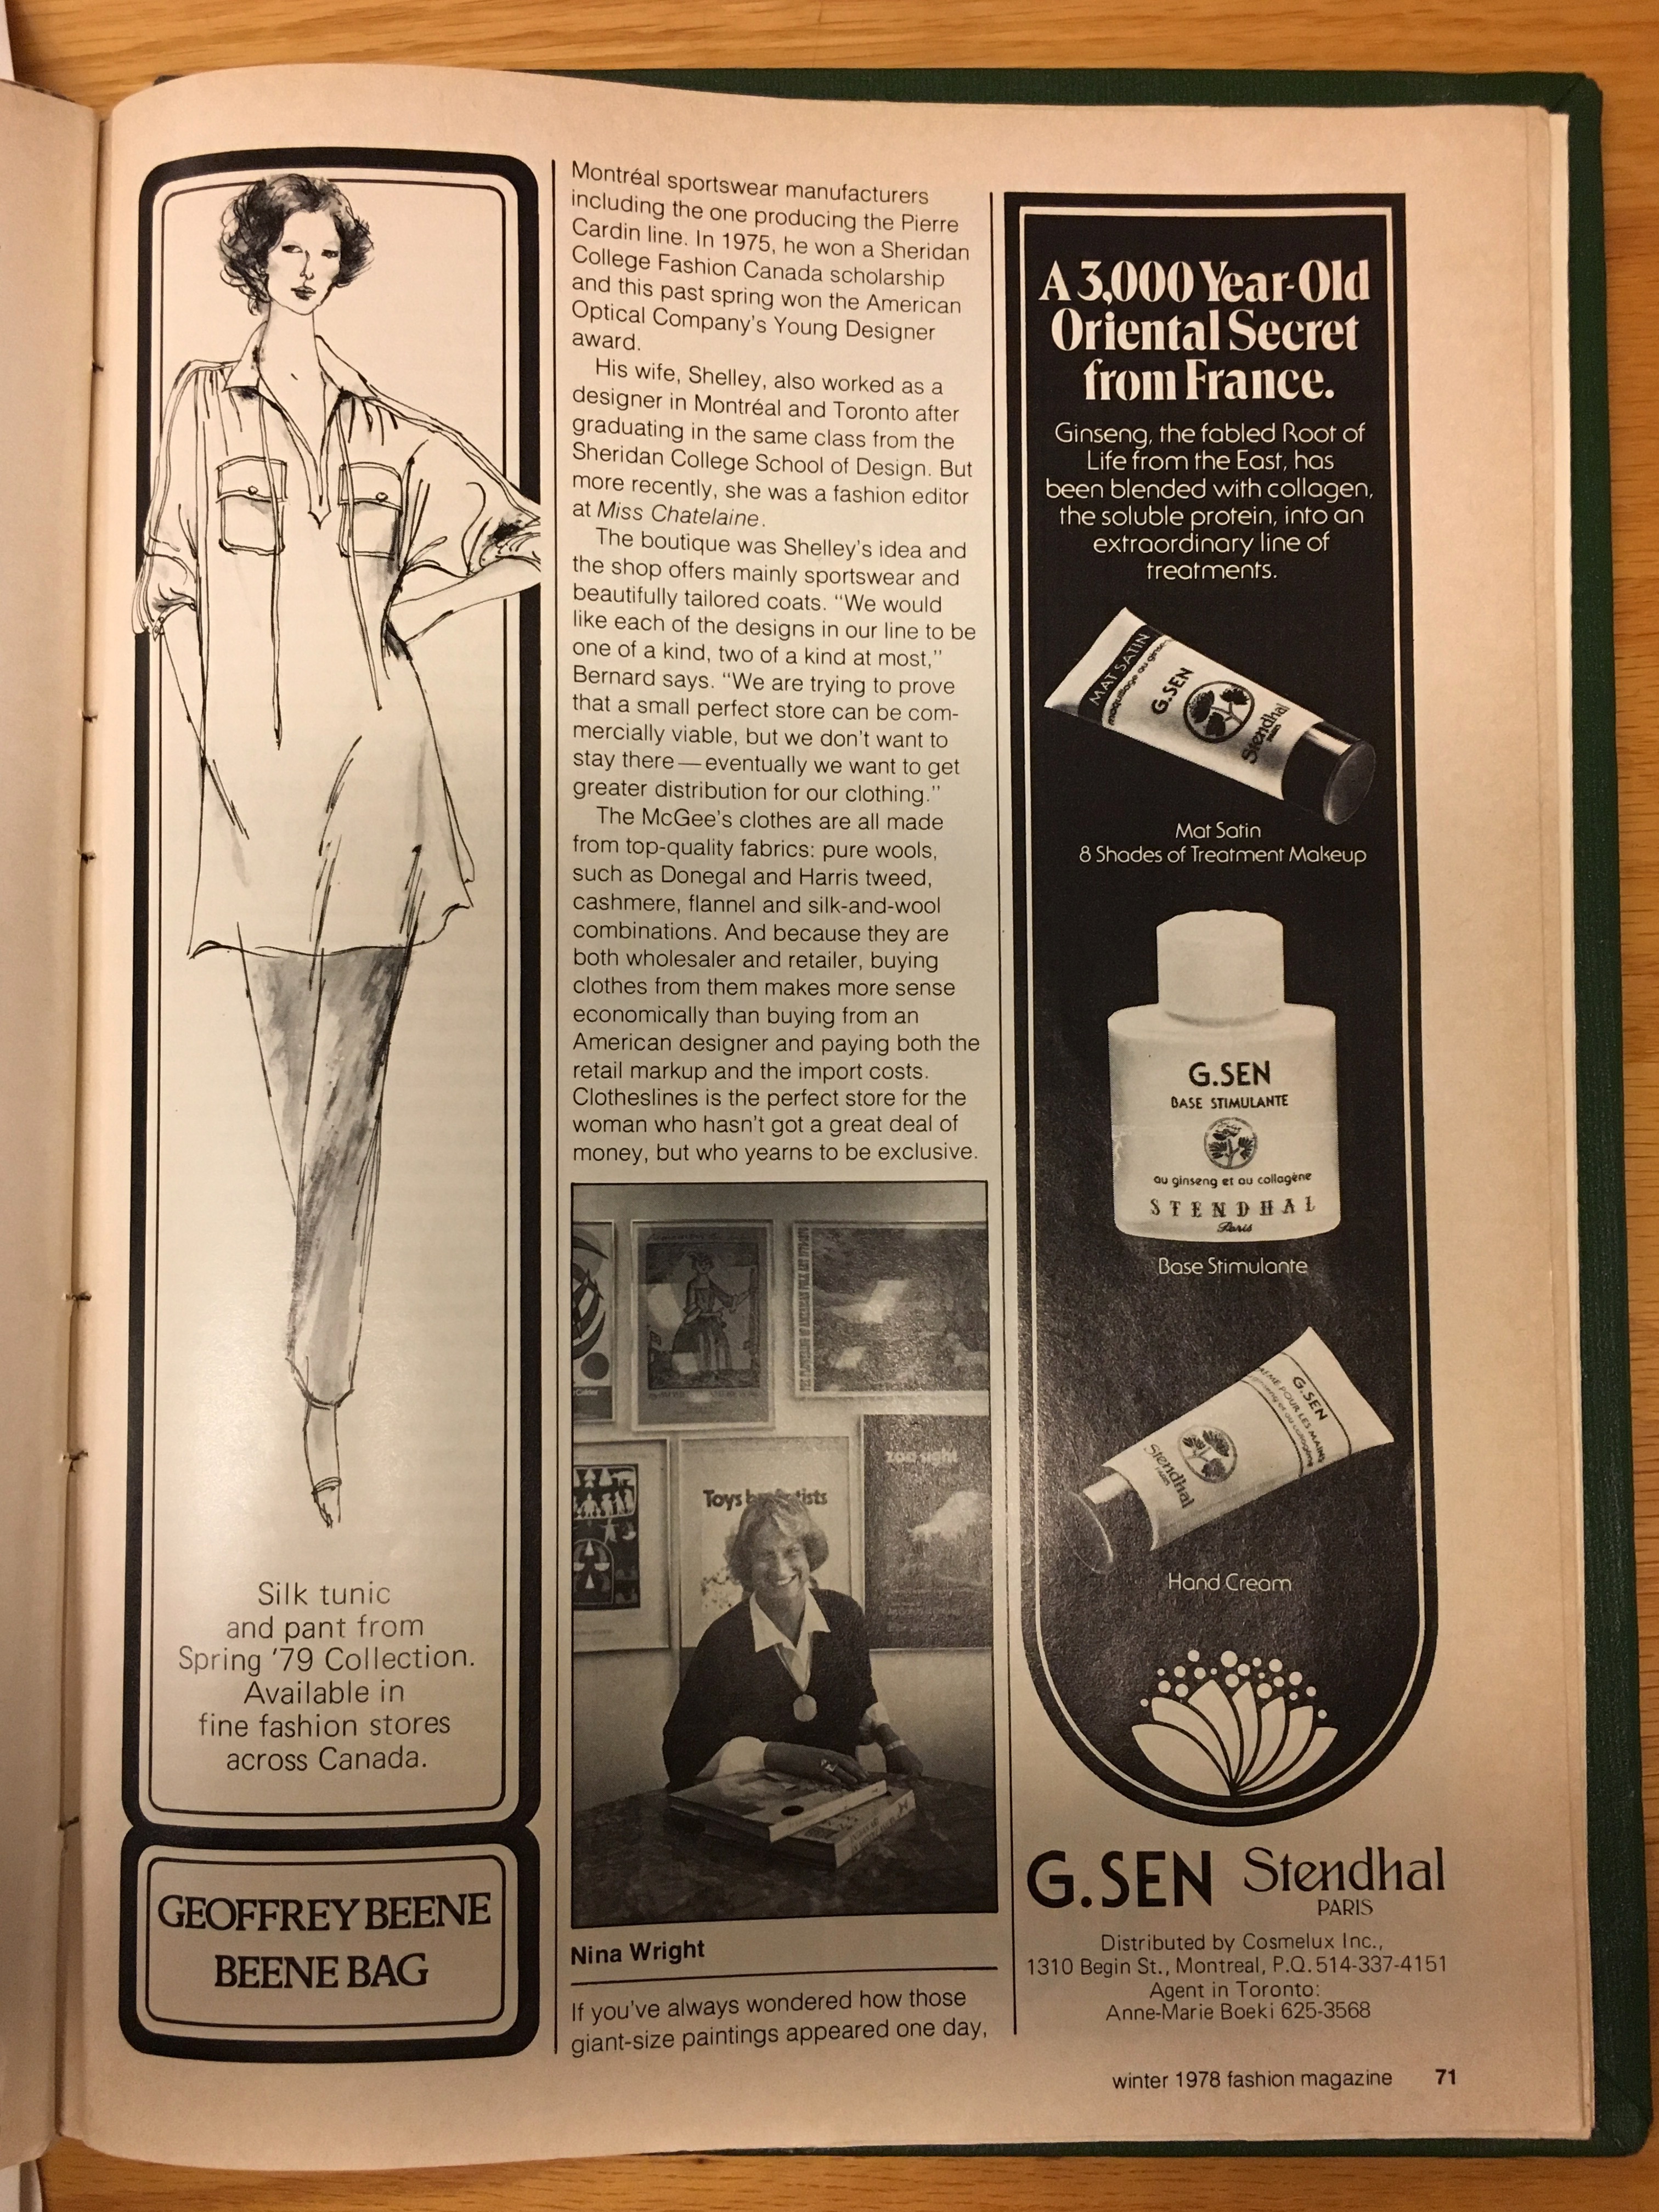 Silk tunic
and pant from
Spring '79 Collection.
Available in
fine fashion stores
across Canada.
GEOFFREY BEENE
BEENE BAG
Montréal sportswear manufacturers
including the one producing the Pierre
Cardin line. In 1975, he won a Sheridan
College Fashion Canada scholarship
and this past spring won the American
Optical Company's Young Designer
award.
His wife, Shelley, also worked as a
designer in Montréal and Toronto after
graduating in the same class from the
Sheridan College School of Design. But
more recently, she was a fashion editor
at Miss Chatelaine.
The boutique was Shelley's idea and
the shop offers mainly sportswear and
beautifully tailored coats. "We would
like each of the designs in our line to be
one of a kind, two of a kind at most,"
Bernard says. "We are trying to prove
that a small perfect store can be com-
mercially viable, but we don't want to
stay there—eventually we want to get
greater distribution for our clothing."
The McGee's clothes are all made
from top-quality fabrics: pure wools,
such as Donegal and Harris tweed,
cashmere, flannel and silk-and-wool
combinations. And because they are
both wholesaler and retailer, buying
clothes from them makes more sense
economically than buying from an
American designer and paying both the
retail markup and the import costs.
Clotheslines is the perfect store for the
woman who hasn't got a great deal of
money, but who yearns to be exclusive.
Toys
Nina Wright
If you've always wondered how those
giant-size paintings appeared one day,
A 3,000 Year-Old
Oriental Secret
from France.
Ginseng, the fabled Root of
Life from the East, has
been blended with collagen,
the soluble protein, into an
extraordinary line of
treatments.
MAT SATIN
maquillage au ginseng
G.SEN
Stendhal
PARIS
Mat Satin
8 Shades of Treatment Makeup
G.SEN
BASE STIMULANTE
au ginseng et au collagène
STENDHAL
Paris
Base Stimulante
G.SEN
CRÈME POUR LES MAINS
Stendhal
PARIS
Hand Cream
G.SEN Stendhal
PARIS
Distributed by Cosmelux Inc.,
1310 Begin St., Montreal, P.Q. 514-337-4151
Agent in Toronto:
Anne-Marie Boeki 625-3568
winter 1978 fashion magazine 71